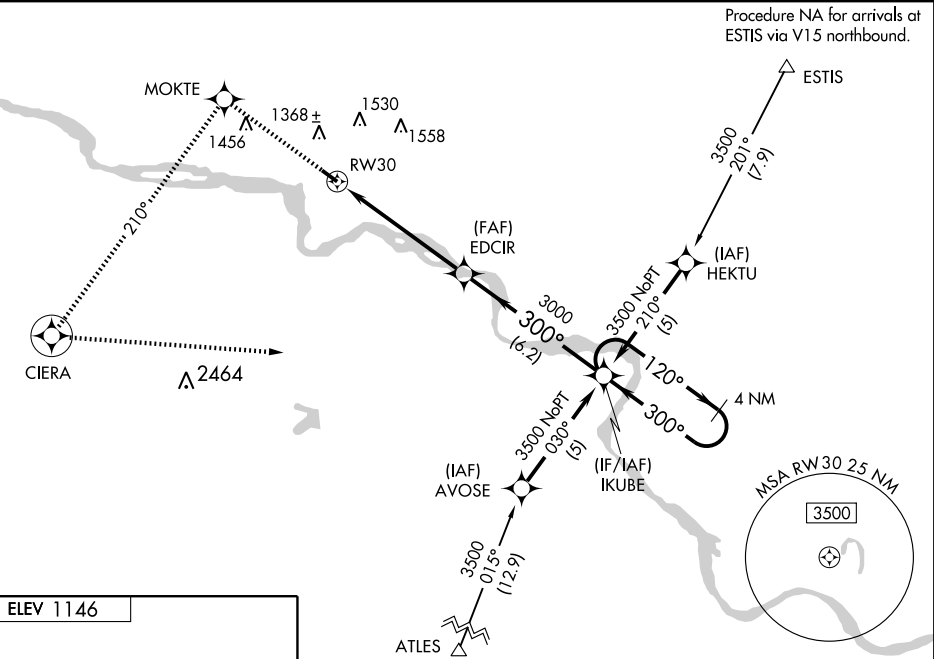 Procedure NA for arrivals at
ESTIS via V15 northbound.
ESTIS
MOKTE
1368 ±
1530
1456
1558
RW30
3500
201°
(7.9)
210°
(FAF)
EDCIR
(IAF)
HEKTU
3500 NoPT
210°
(5)
3000
300°
(6.2)
120°
4 NM
300°
CIERA
2464
3500 NoPT
030°
(5)
(IAF)
AVOSE
(IF/IAF)
IKUBE
MSA RW30 25 NM
3500
3500
015°
(12.9)
ELEV 1146
ATLES